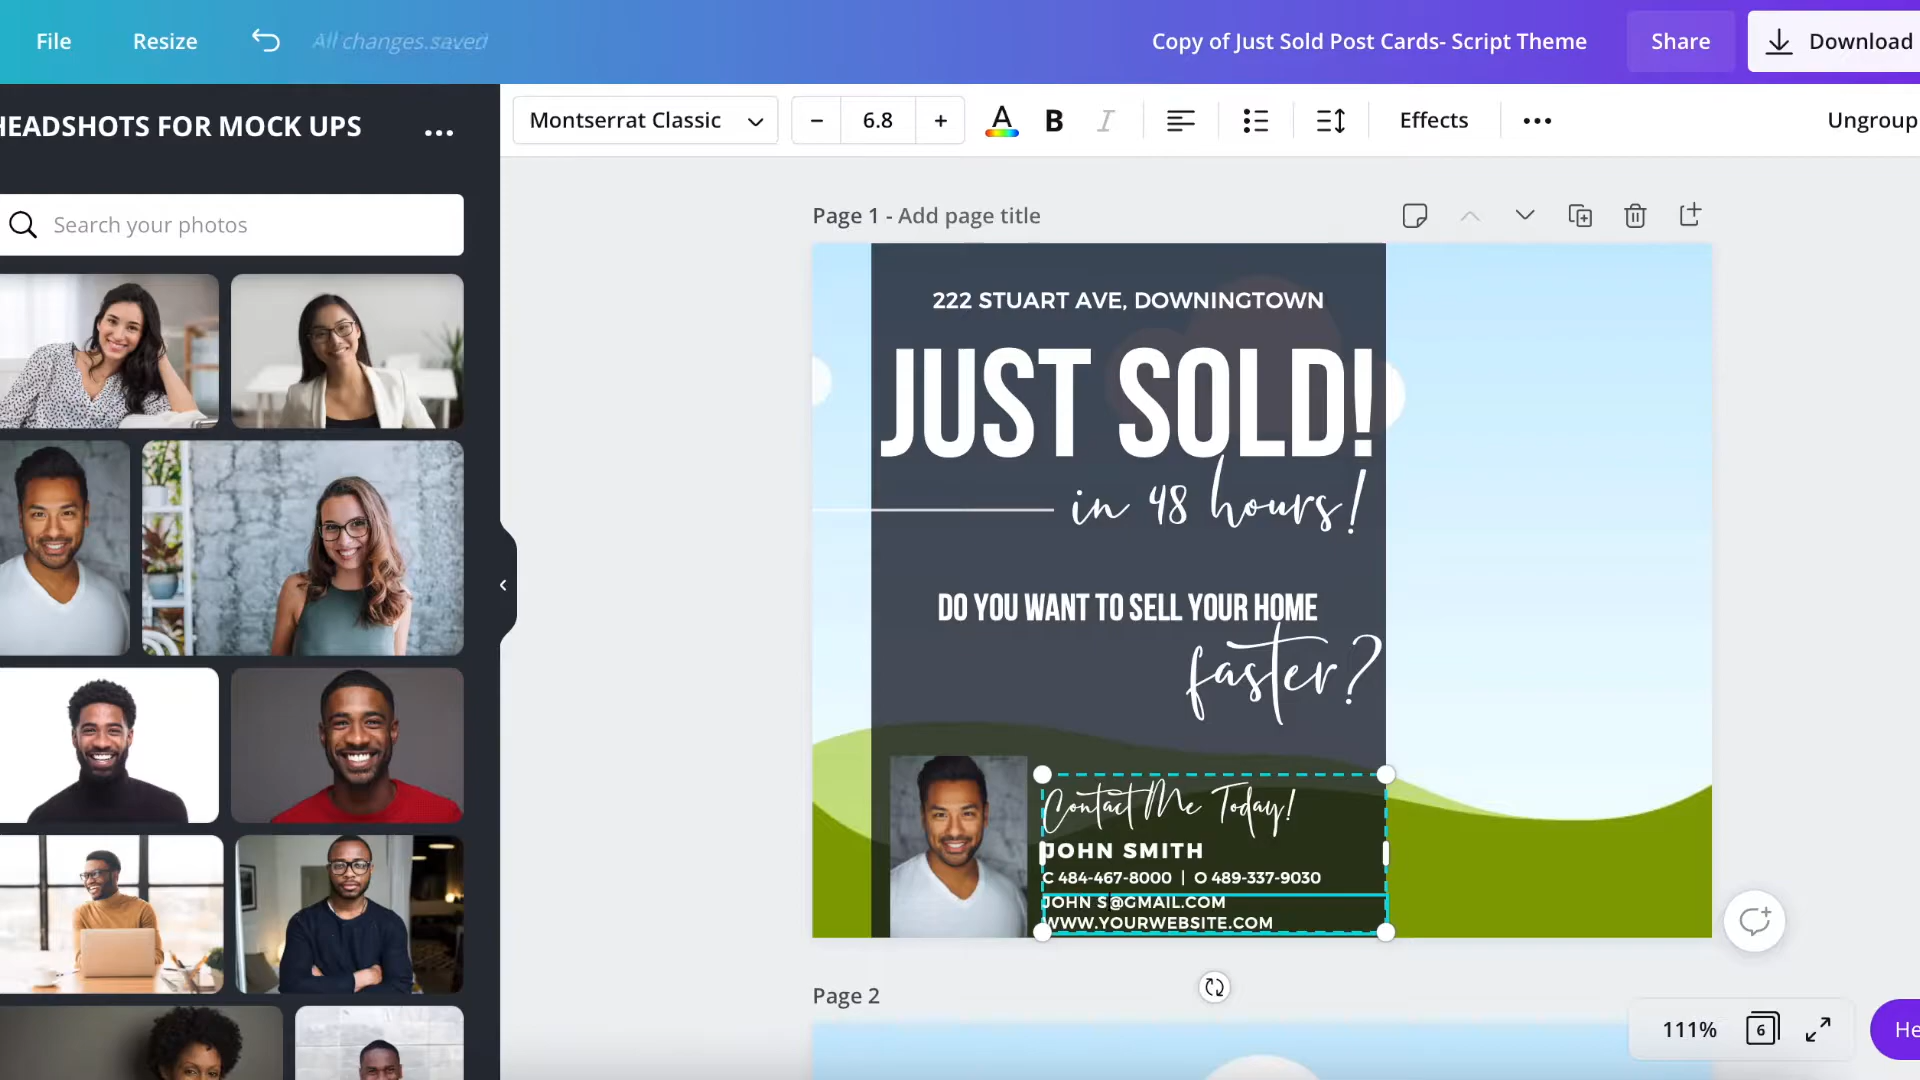 File
Resize
All changes saved
Copy of Just Sold Post Cards- Script Theme
Share
Download
HEADSHOTS FOR MOCK UPS
Montserrat Classic
6.8
A
B
I
Effects
Ungroup
Search your photos
Page 1 - Add page title
222 STUART AVE, DOWNINGTOWN
JUST SOLD!
in 48 hours!
DO YOU WANT TO SELL YOUR HOME
faster?
Contact Me Today!
JOHN SMITH
C 484-467-8000 | O 489-337-9030
JOHN S@GMAIL.COM
WWW.YOURWEBSITE.COM
Page 2
111%
6